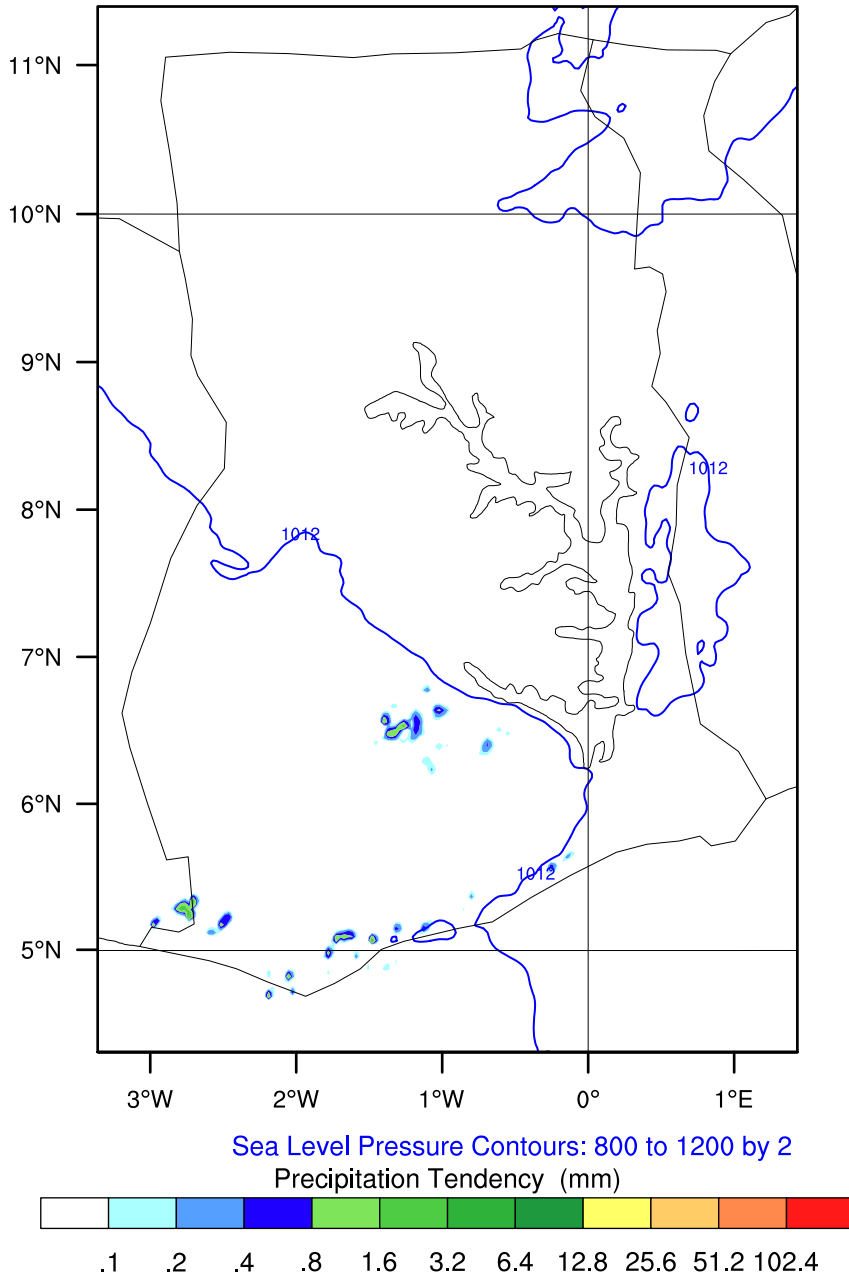 11°N
10°N
9°N
8°N
7°N
6°N
5°N
1012
1012
1012
3°W 2°W 1°W 0° 1°E
Sea Level Pressure Contours: 800 to 1200 by 2
Precipitation Tendency (mm)
.1 .2 .4 .8 1.6 3.2 6.4 12.8 25.6 51.2 102.4